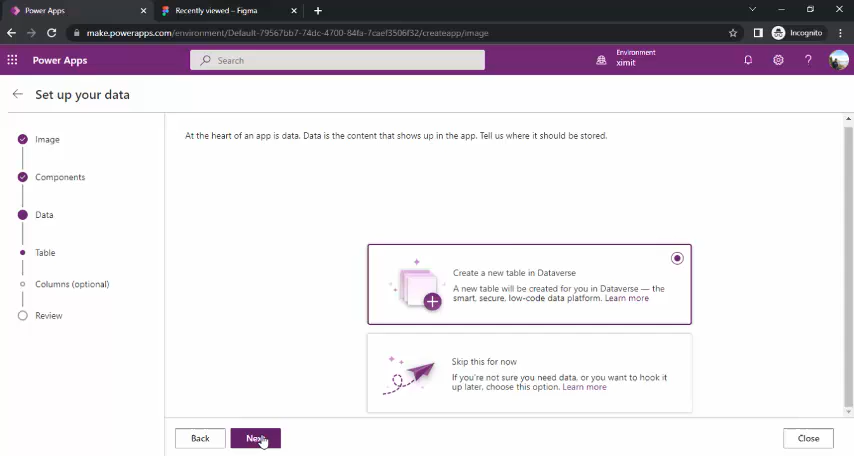 Power Apps
Recently viewed – Figma
make.powerapps.com/environment/Default-79567bb7-74dc-4700-84fa-7caef3506f32/createapp/image
Incognito
Power Apps
Search
Environment
ximit
Set up your data
Image
Components
Data
Table
Columns (optional)
Review
At the heart of an app is data. Data is the content that shows up in the app. Tell us where it should be stored.
Create a new table in Dataverse
A new table will be created for you in Dataverse — the
smart, secure, low-code data platform. Learn more
Skip this for now
If you're not sure you need data, or you want to hook it
up later, choose this option. Learn more
Back
Next
Close